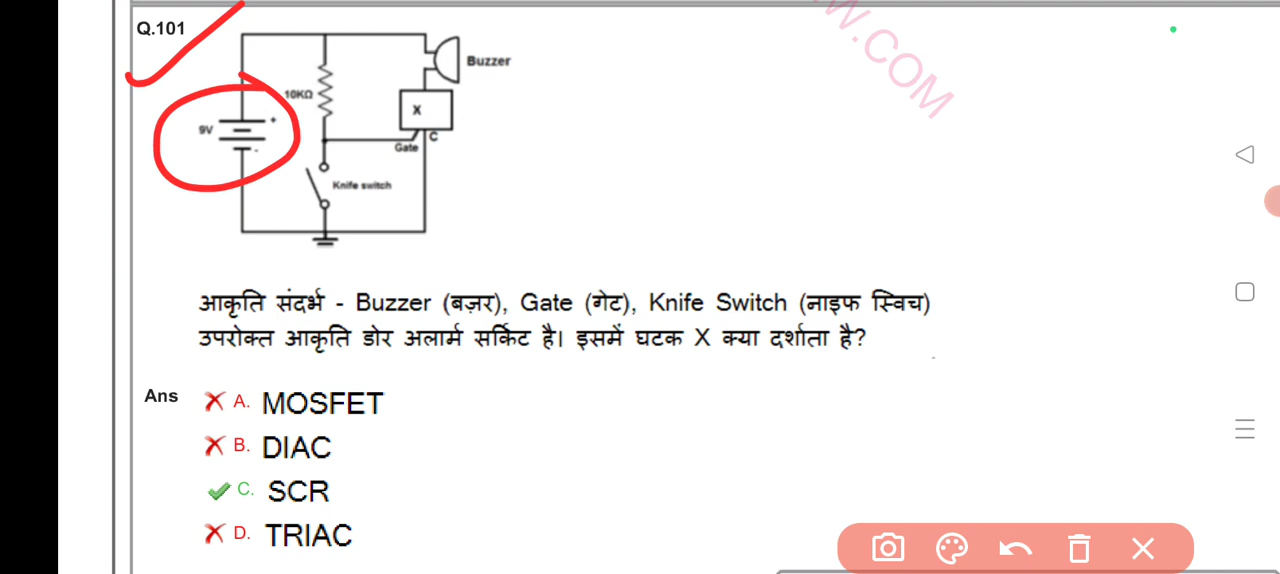 Q.101
W.COM
Buzzer
10KΩ
X
9V
+
C
Gate
-
Knife switch
आकृति संदर्भ - Buzzer (बज़र), Gate (गेट), Knife Switch (नाइफ स्विच)
उपरोक्त आकृति डोर अलार्म सर्किट है। इसमें घटक X क्या दर्शाता है?
Ans
A. MOSFET
B. DIAC
C. SCR
D. TRIAC